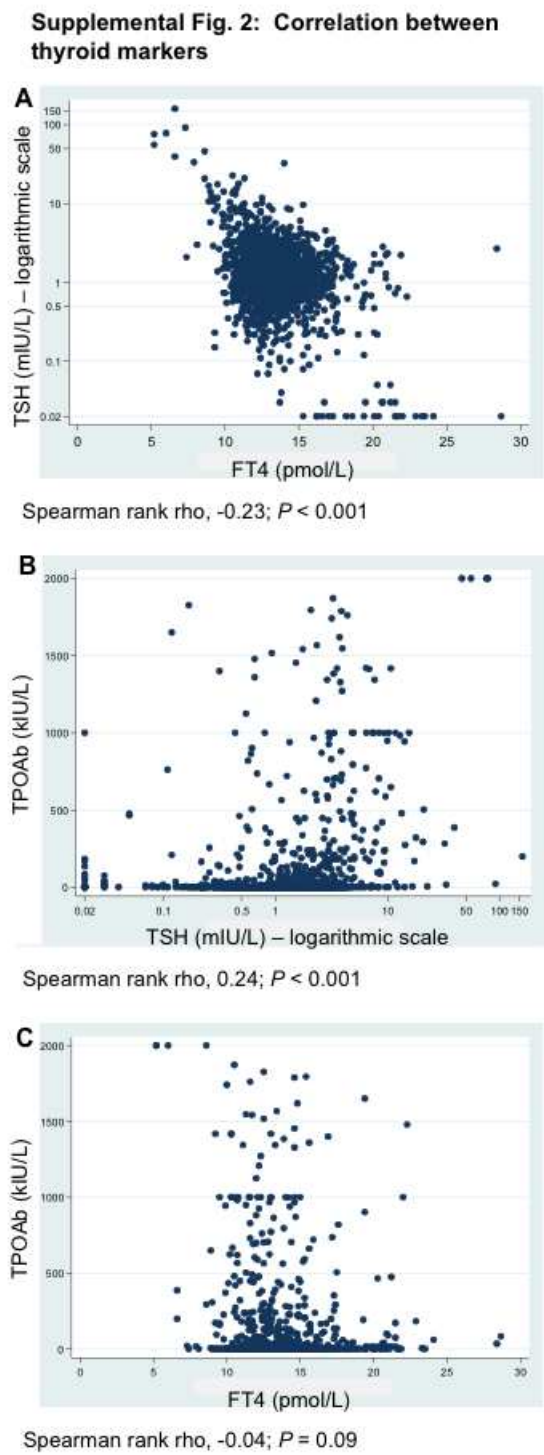 Supplemental Fig. 2: Correlation between
thyroid markers
A
TSH (mIU/L) – logarithmic scale
150
100
50
10
1
0.5
0.1
0.02
0 5 10 15 20 25 30
FT4 (pmol/L)
Spearman rank rho, -0.23; P < 0.001
B
TPOAb (kIU/L)
2000
1500
1000
500
0
0.02 0.1 0.5 1 10 50 100 150
TSH (mIU/L) – logarithmic scale
Spearman rank rho, 0.24; P < 0.001
C
TPOAb (kIU/L)
2000
1500
1000
500
0
0 5 10 15 20 25 30
FT4 (pmol/L)
Spearman rank rho, -0.04; P = 0.09